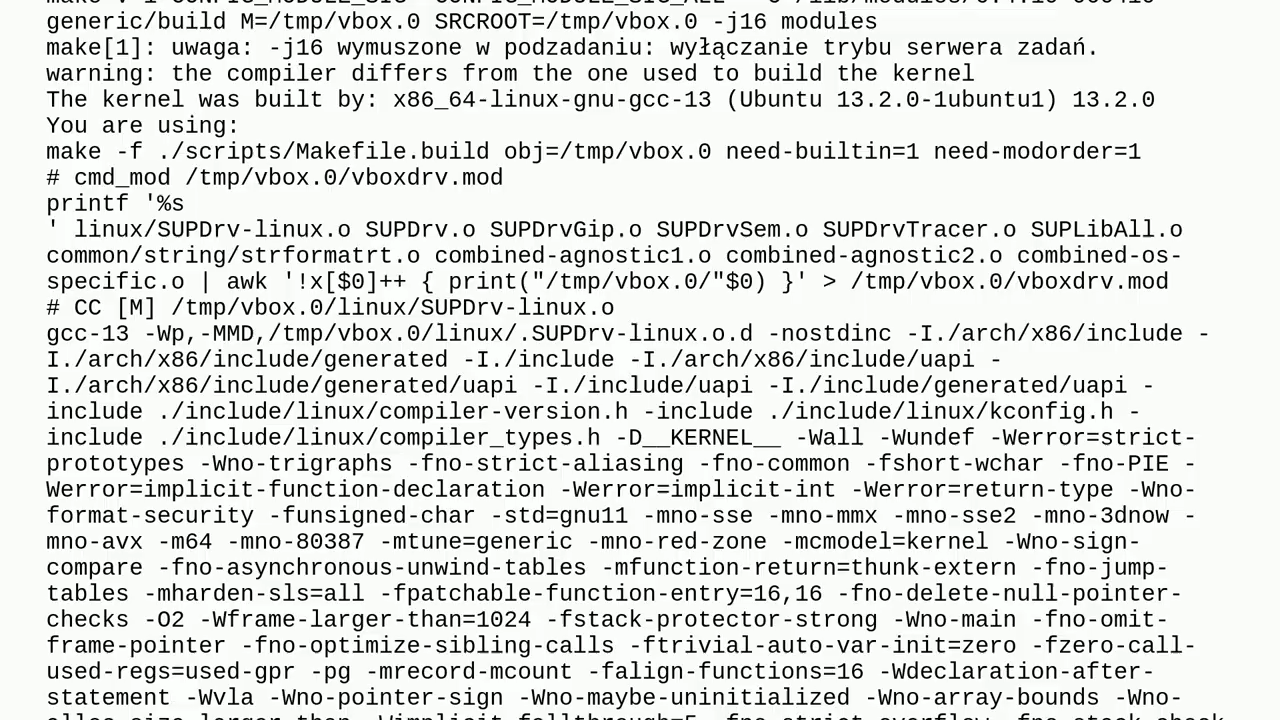 generic/build M=/tmp/vbox.0 SRCROOT=/tmp/vbox.0 -j16 modules
make[1]: uwaga: -j16 wymuszone w podzadaniu: wyłączanie trybu serwera zadań.
warning: the compiler differs from the one used to build the kernel
The kernel was built by: x86_64-linux-gnu-gcc-13 (Ubuntu 13.2.0-1ubuntu1) 13.2.0
You are using:
make -f ./scripts/Makefile.build obj=/tmp/vbox.0 need-builtin=1 need-modorder=1
# cmd_mod /tmp/vbox.0/vboxdrv.mod
printf '%s
' linux/SUPDrv-linux.o SUPDrv.o SUPDrvGip.o SUPDrvSem.o SUPDrvTracer.o SUPLibAll.o
common/string/strformatrt.o combined-agnostic1.o combined-agnostic2.o combined-os-
specific.o | awk '!x[$0]++ { print("/tmp/vbox.0/"$0) }' > /tmp/vbox.0/vboxdrv.mod
# CC [M] /tmp/vbox.0/linux/SUPDrv-linux.o
gcc-13 -Wp,-MMD,/tmp/vbox.0/linux/.SUPDrv-linux.o.d -nostdinc -I./arch/x86/include -
I./arch/x86/include/generated -I./include -I./arch/x86/include/uapi -
I./arch/x86/include/generated/uapi -I./include/uapi -I./include/generated/uapi -
include ./include/linux/compiler-version.h -include ./include/linux/kconfig.h -
include ./include/linux/compiler_types.h -D__KERNEL__ -Wall -Wundef -Werror=strict-
prototypes -Wno-trigraphs -fno-strict-aliasing -fno-common -fshort-wchar -fno-PIE -
Werror=implicit-function-declaration -Werror=implicit-int -Werror=return-type -Wno-
format-security -funsigned-char -std=gnu11 -mno-sse -mno-mmx -mno-sse2 -mno-3dnow -
mno-avx -m64 -mno-80387 -mtune=generic -mno-red-zone -mcmodel=kernel -Wno-sign-
compare -fno-asynchronous-unwind-tables -mfunction-return=thunk-extern -fno-jump-
tables -mharden-sls=all -fpatchable-function-entry=16,16 -fno-delete-null-pointer-
checks -O2 -Wframe-larger-than=1024 -fstack-protector-strong -Wno-main -fno-omit-
frame-pointer -fno-optimize-sibling-calls -ftrivial-auto-var-init=zero -fzero-call-
used-regs=used-gpr -pg -mrecord-mcount -falign-functions=16 -Wdeclaration-after-
statement -Wvla -Wno-pointer-sign -Wno-maybe-uninitialized -Wno-array-bounds -Wno-